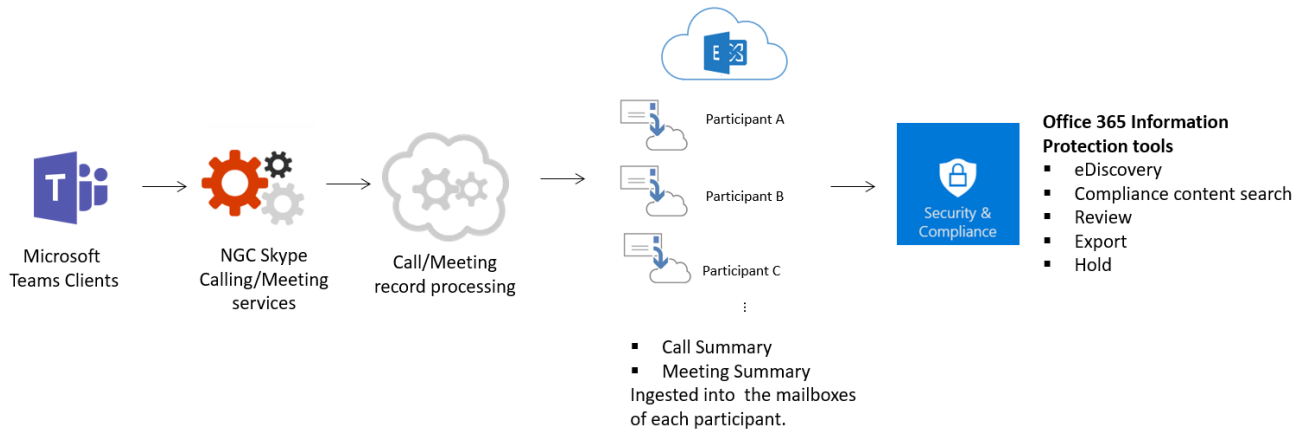 T
Microsoft
Teams Clients
NGC Skype
Calling/Meeting
services
Call/Meeting
record processing
E
Participant A
Participant B
Participant C
...
▪ Call Summary
▪ Meeting Summary
Ingested into the mailboxes
of each participant.
Security &
Compliance
Office 365 Information
Protection tools
▪ eDiscovery
▪ Compliance content search
▪ Review
▪ Export
▪ Hold